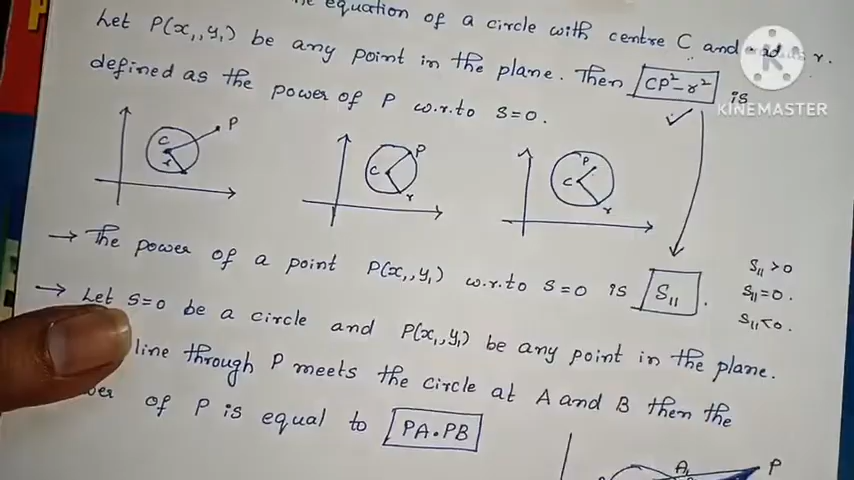 equation of a circle with centre C and r.
Let P(x₁,y₁) be any point in the plane. Then CP²-r² is
defined as the power of P w.r.to S=0.
C r P
C P r
P C r
→ The power of a point P(x₁,y₁) w.r.to S=0 is S₁₁.
S₁₁>0
S₁₁=0.
S₁₁<0.
→ Let S=0 be a circle and P(x₁,y₁) be any point in the plane.
line through P meets the circle at A and B then the
of P is equal to PA.PB
A P
K
KINEMASTER